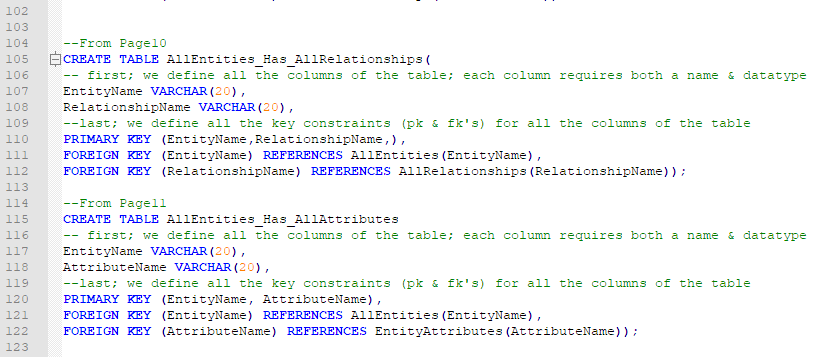 102
103
104 --From Page10
105 CREATE TABLE AllEntities_Has_AllRelationships(
106 -- first; we define all the columns of the table; each column requires both a name & datatype
107 EntityName VARCHAR(20),
108 RelationshipName VARCHAR(20),
109 --last; we define all the key constraints (pk & fk's) for all the columns of the table
110 PRIMARY KEY (EntityName,RelationshipName,),
111 FOREIGN KEY (EntityName) REFERENCES AllEntities(EntityName),
112 FOREIGN KEY (RelationshipName) REFERENCES AllRelationships(RelationshipName));
113
114 --From Page11
115 CREATE TABLE AllEntities_Has_AllAttributes
116 -- first; we define all the columns of the table; each column requires both a name & datatype
117 EntityName VARCHAR(20),
118 AttributeName VARCHAR(20),
119 --last; we define all the key constraints (pk & fk's) for all the columns of the table
120 PRIMARY KEY (EntityName, AttributeName),
121 FOREIGN KEY (EntityName) REFERENCES AllEntities(EntityName),
122 FOREIGN KEY (AttributeName) REFERENCES EntityAttributes(AttributeName));
123